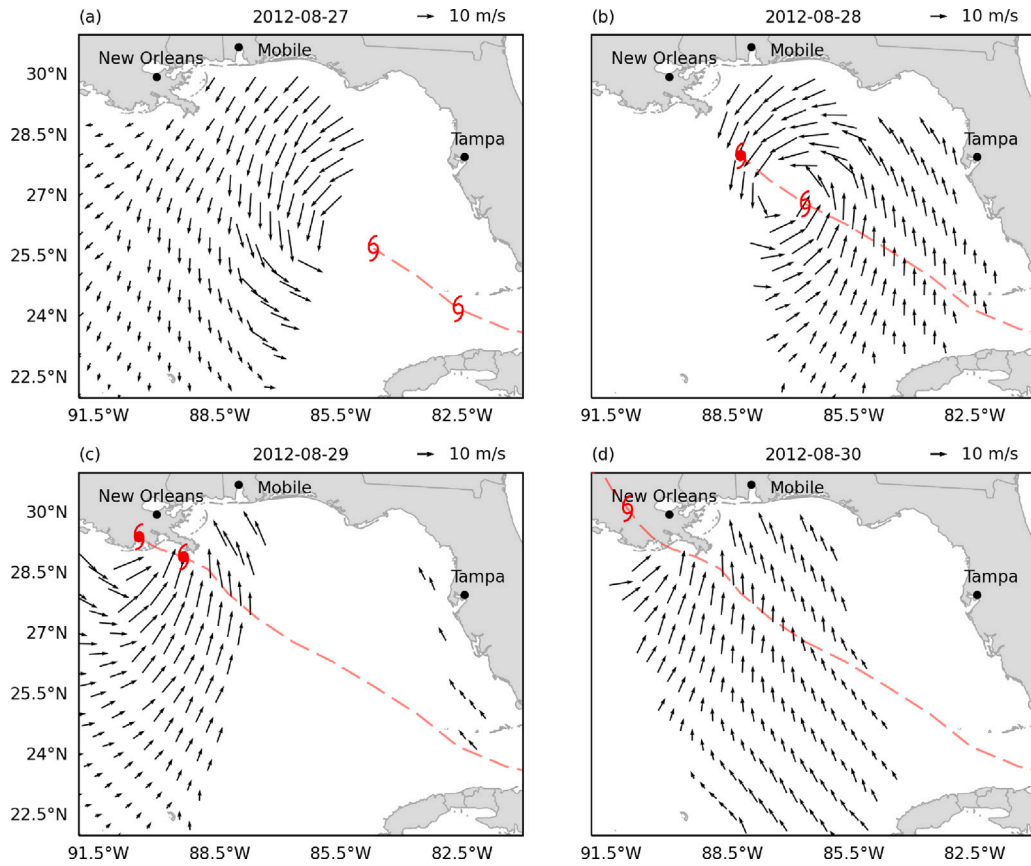 (a) 2012-08-27 10 m/s
New Orleans
Mobile
Tampa
30°N
28.5°N
27°N
25.5°N
24°N
22.5°N
91.5°W 88.5°W 85.5°W 82.5°W
(b) 2012-08-28 10 m/s
New Orleans
Mobile
Tampa
91.5°W 88.5°W 85.5°W 82.5°W
(c) 2012-08-29 10 m/s
New Orleans
Mobile
Tampa
30°N
28.5°N
27°N
25.5°N
24°N
22.5°N
91.5°W 88.5°W 85.5°W 82.5°W
(d) 2012-08-30 10 m/s
New Orleans
Mobile
Tampa
91.5°W 88.5°W 85.5°W 82.5°W